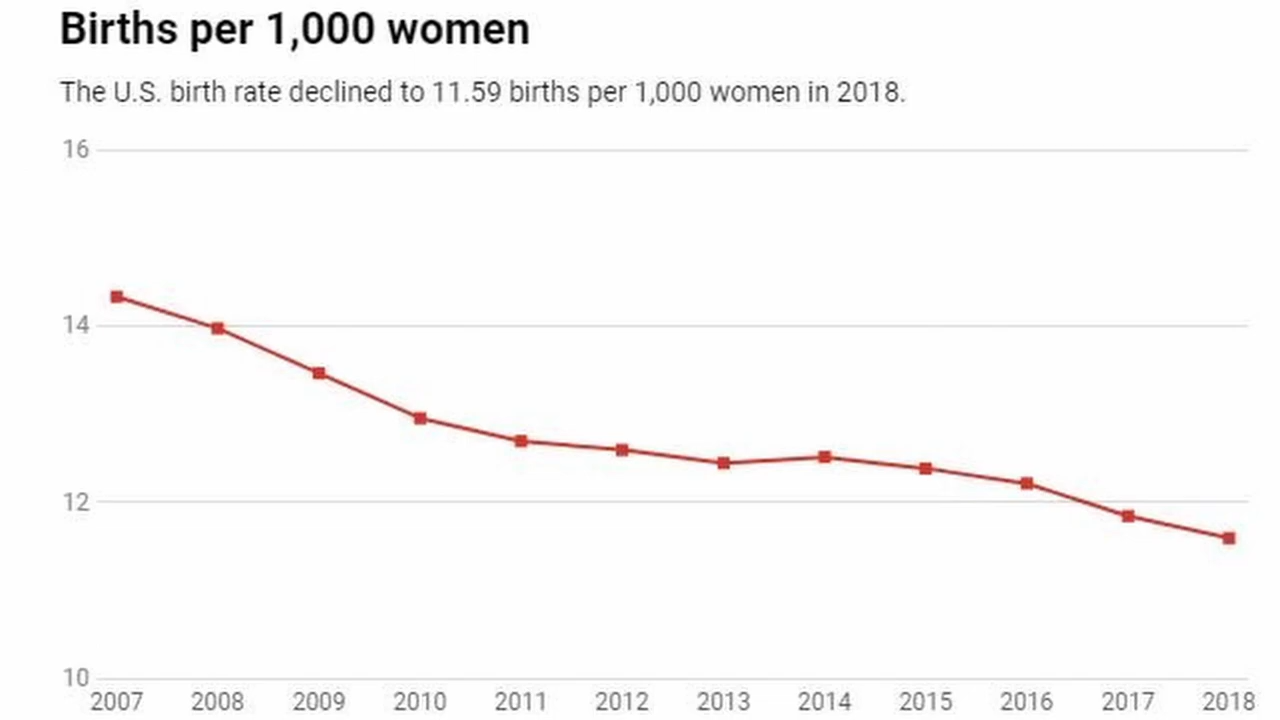 Births per 1,000 women
The U.S. birth rate declined to 11.59 births per 1,000 women in 2018.
16
14
12
10
2007 2008 2009 2010 2011 2012 2013 2014 2015 2016 2017 2018